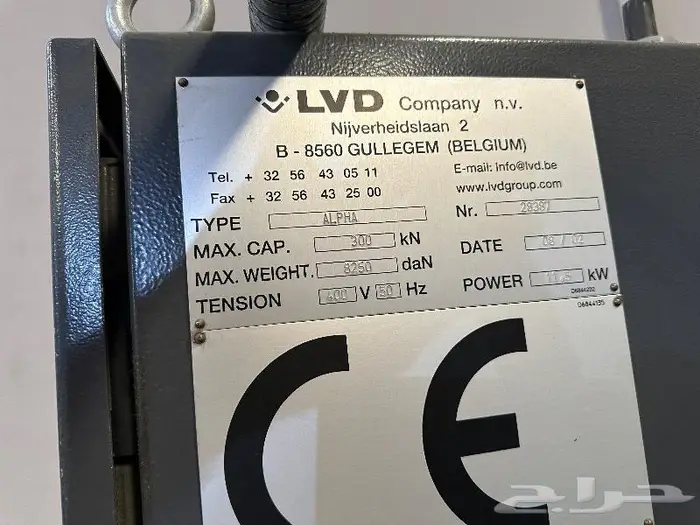 LVD Company n.v.
Nijverheidslaan 2
B - 8560 GULLEGEM (BELGIUM)
Tel. + 32 56 43 05 11
E-mail: info@lvd.be
Fax + 32 56 43 25 00
www.lvdgroup.com
TYPE ALPHA
Nr. 28387
MAX. CAP. 300 kN
DATE 08 / 02
MAX. WEIGHT. 8250 daN
POWER kW
TENSION 400 V 50 Hz
D6844202
D6844135
CE
حراج